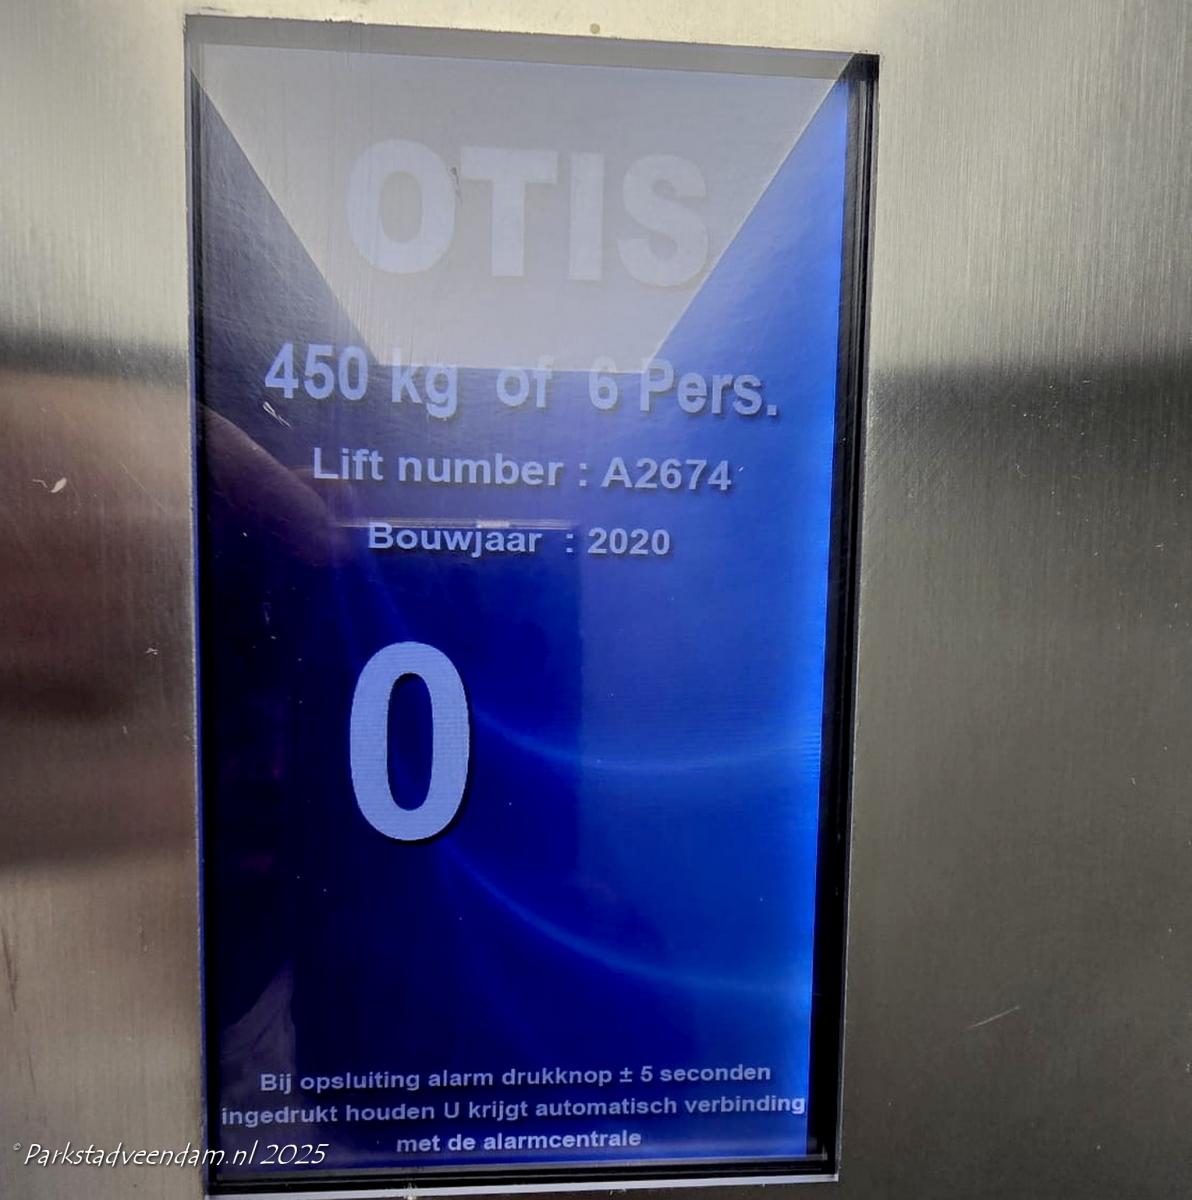 OTIS
450 kg of 6 Pers.
Lift number : A2674
Bouwjaar : 2020
0
Bij opsluiting alarm drukknop ± 5 seconden
ingedrukt houden U krijgt automatisch verbinding
met de alarmcentrale
© Parkstadveendam.nl 2025